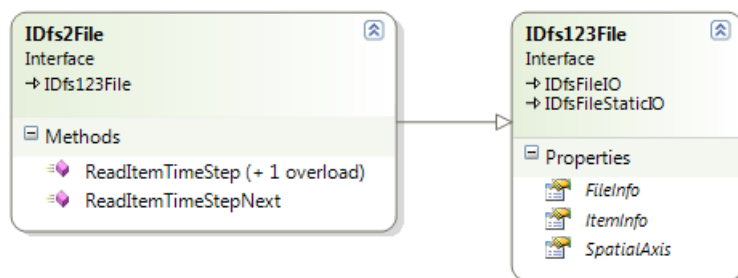 IDfs2File
Interface
IDfs123File
Methods
ReadItemTimeStep (+ 1 overload)
ReadItemTimeStepNext
IDfs123File
Interface
IDfsFileIO
IDfsFileStaticIO
Properties
FileInfo
ItemInfo
SpatialAxis